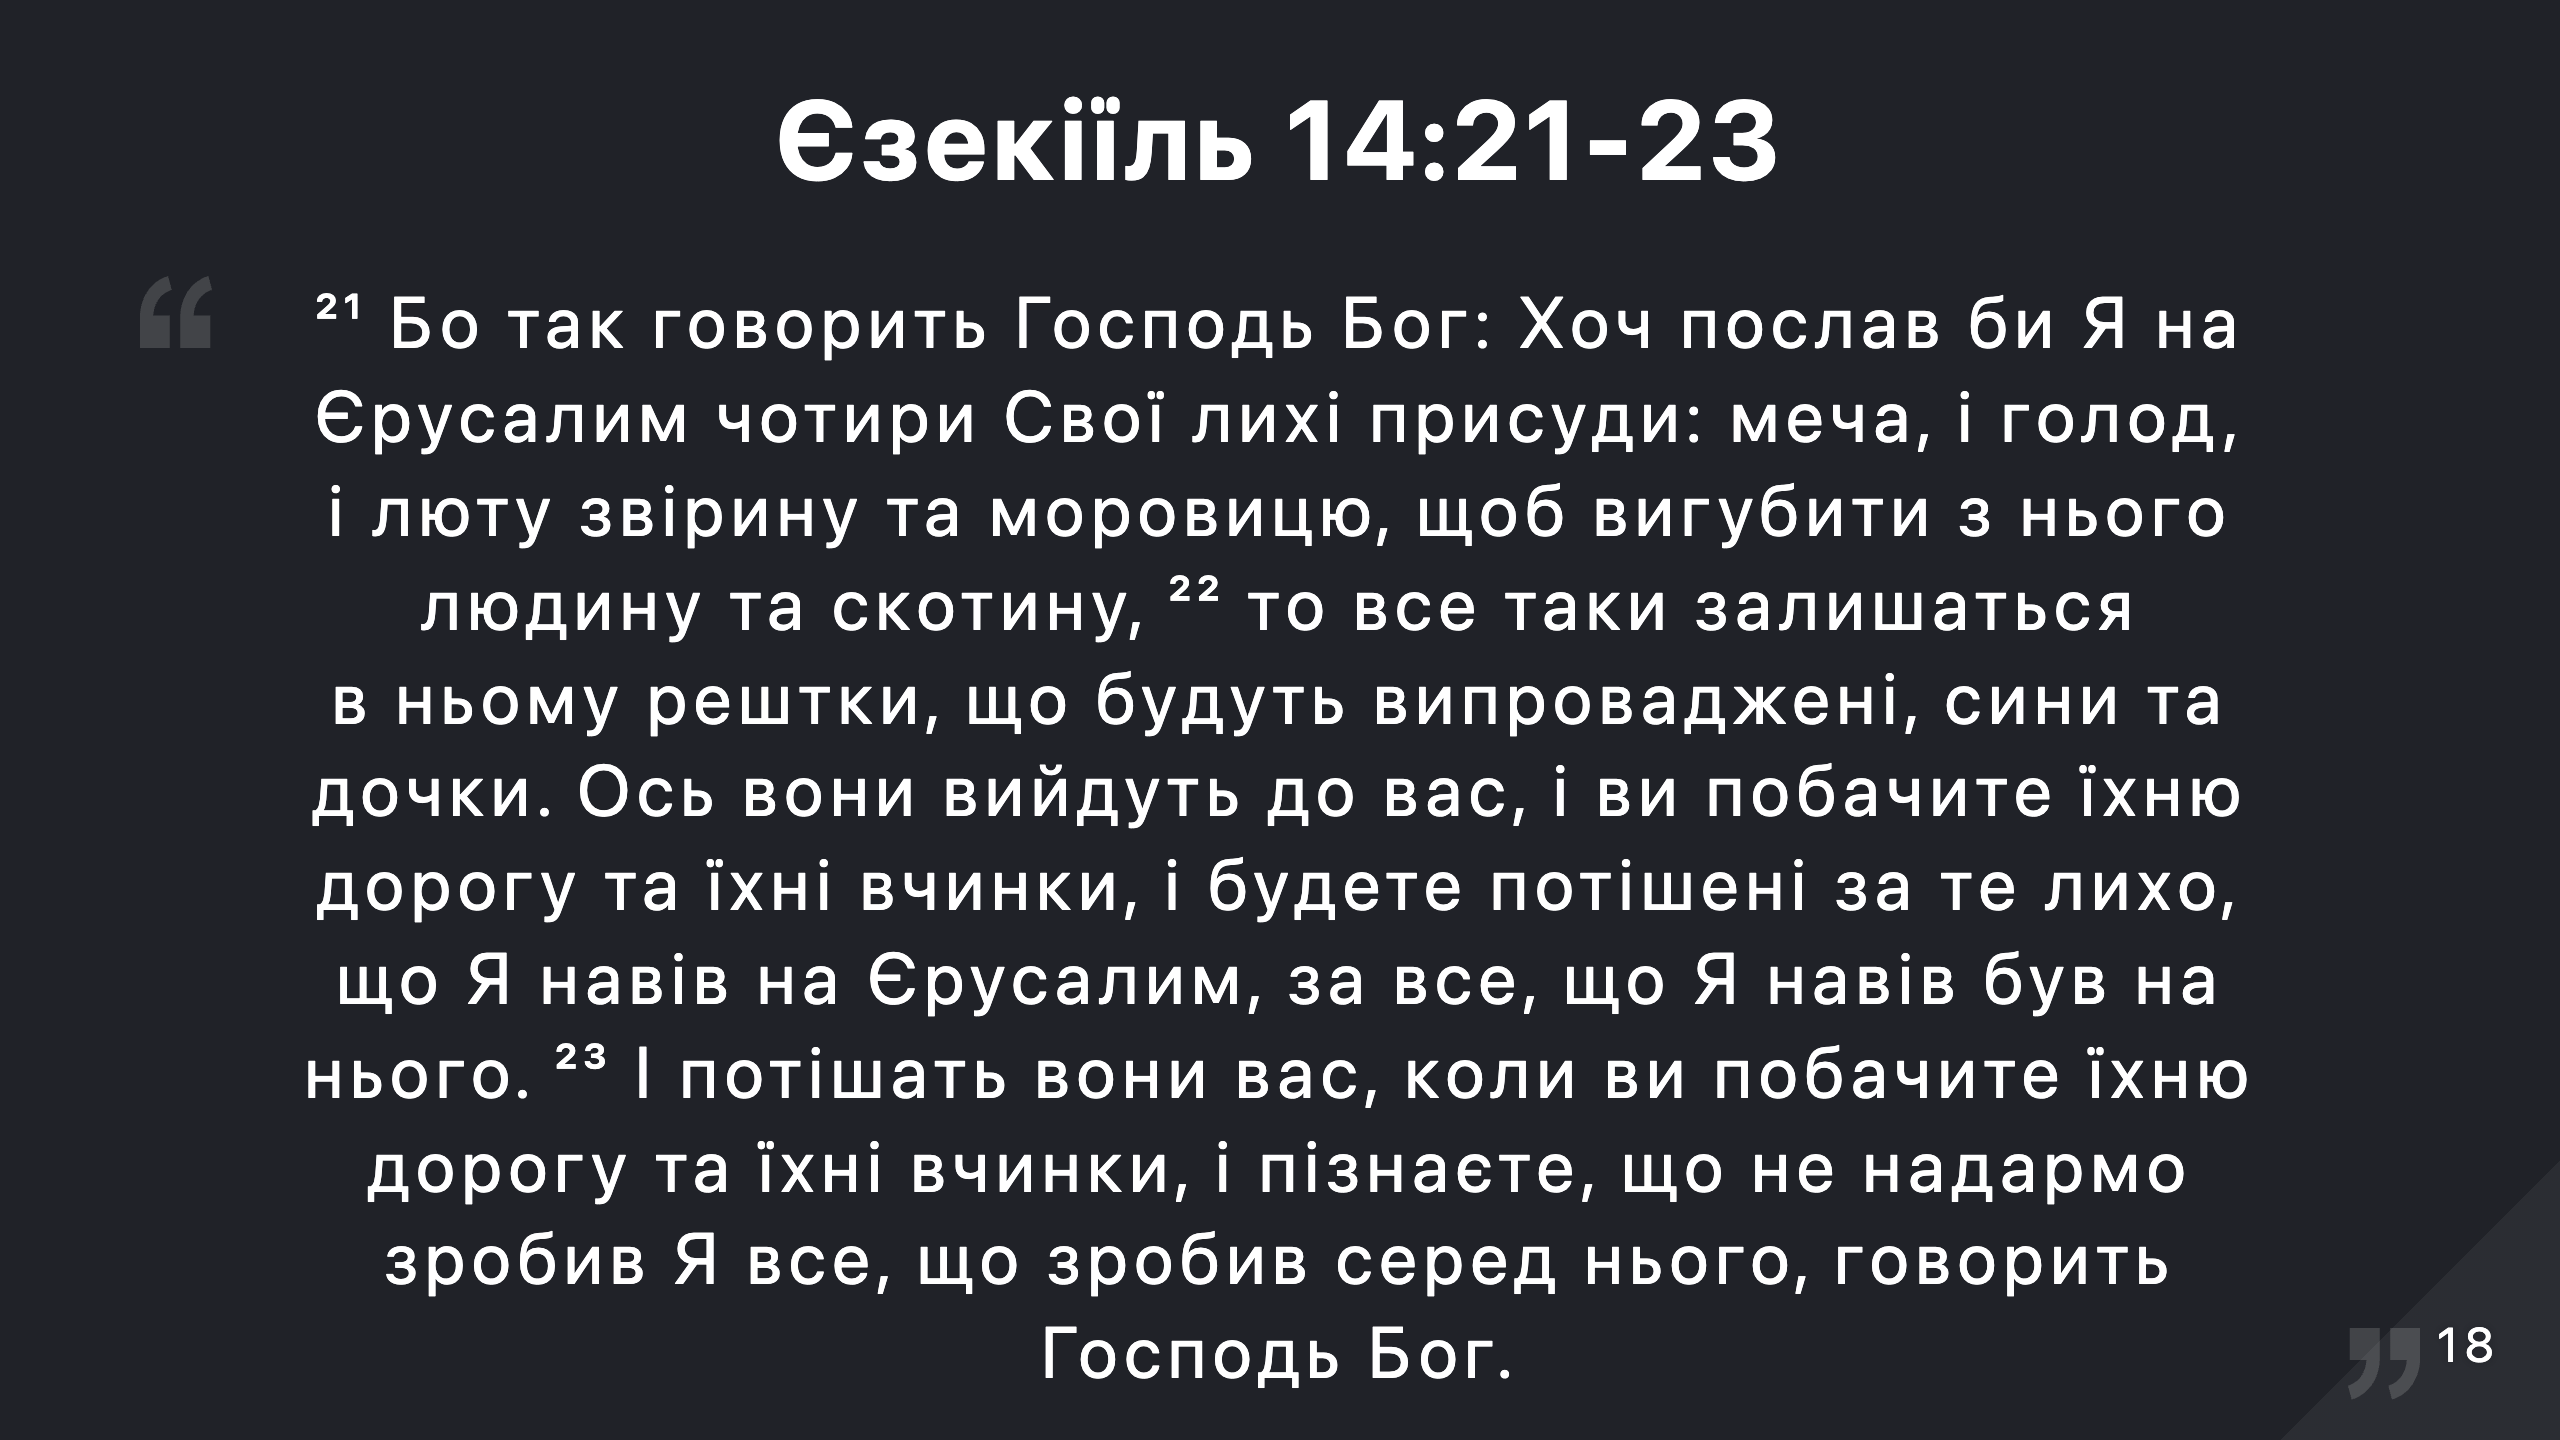 Єзекіїль 14:21-23
“
²¹ Бо так говорить Господь Бог: Хоч послав би Я на
Єрусалим чотири Свої лихі присуди: меча, і голод,
і люту звірину та моровицю, щоб вигубити з нього
людину та скотину, ²² то все таки залишаться
в ньому рештки, що будуть випроваджені, сини та
дочки. Ось вони вийдуть до вас, і ви побачите їхню
дорогу та їхні вчинки, і будете потішені за те лихо,
що Я навів на Єрусалим, за все, що Я навів був на
нього. ²³ І потішать вони вас, коли ви побачите їхню
дорогу та їхні вчинки, і пізнаєте, що не надармо
зробив Я все, що зробив серед нього, говорить
Господь Бог.
”
18